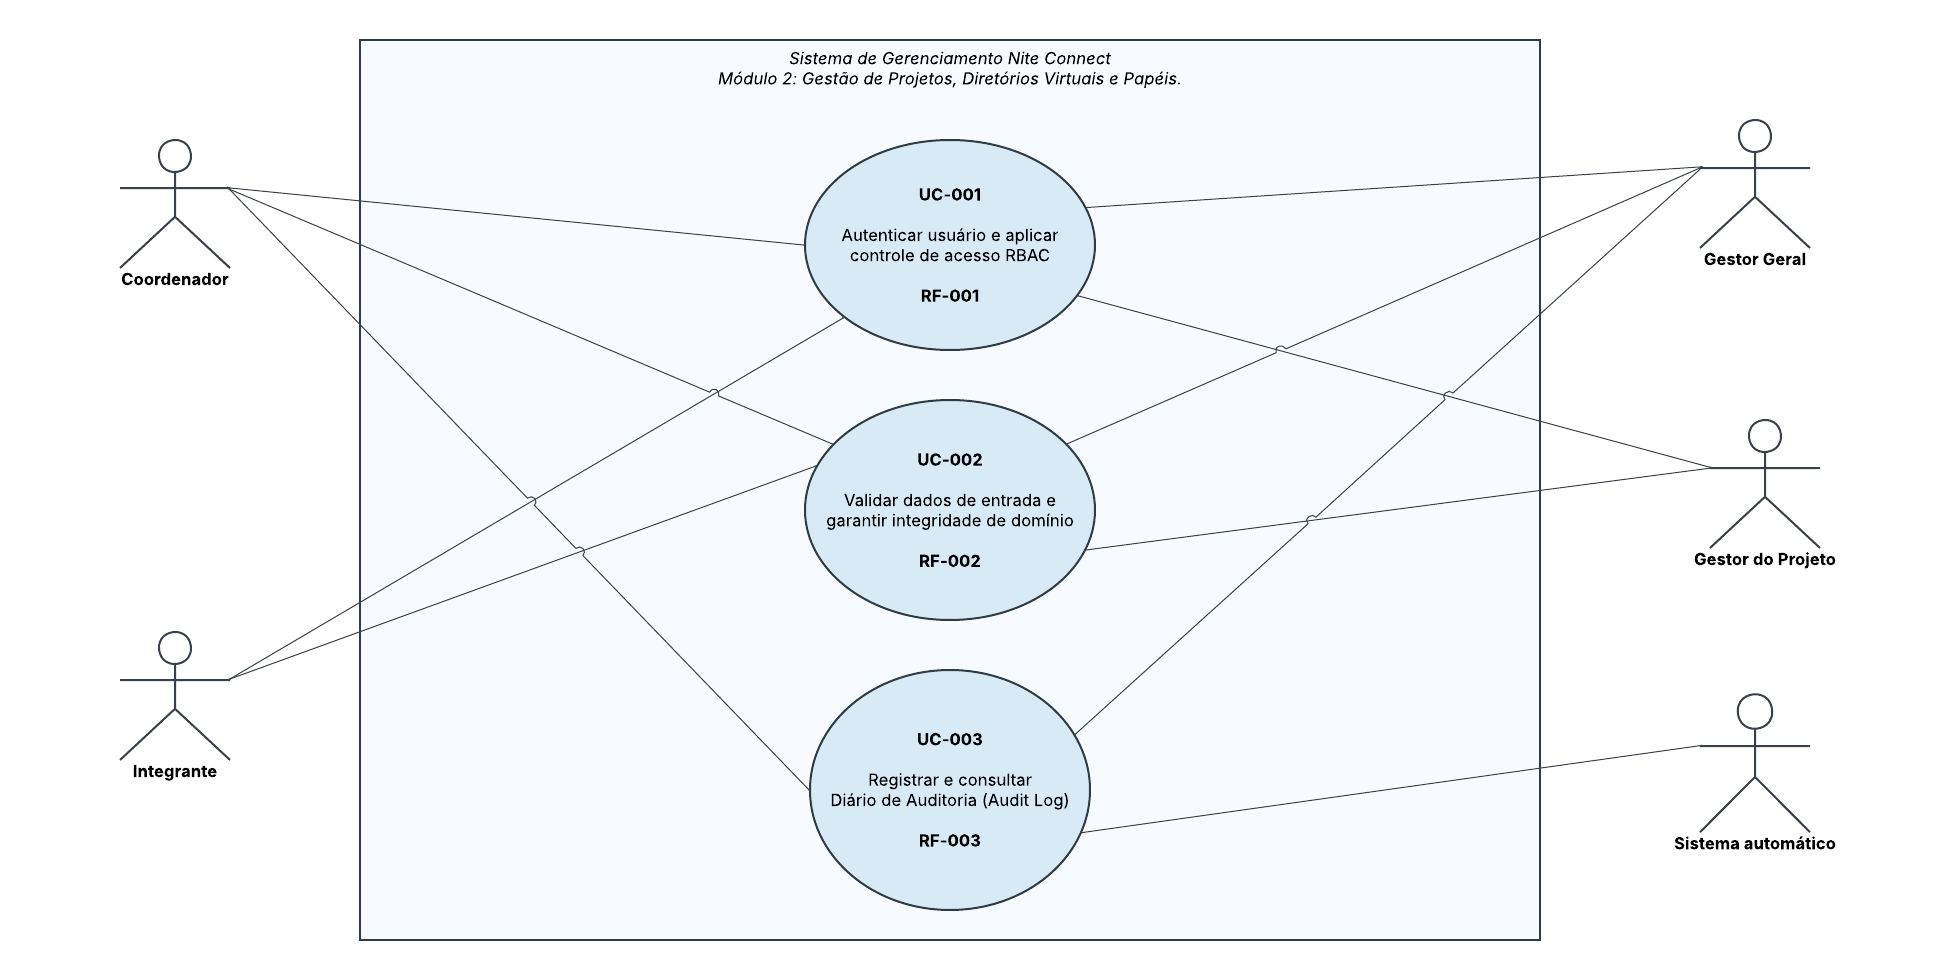 Sistema de Gerenciamento Nite Connect
Módulo 2: Gestão de Projetos, Diretórios Virtuais e Papéis.
Coordenador
Integrante
UC-001
Autenticar usuário e aplicar
controle de acesso RBAC
RF-001
UC-002
Validar dados de entrada e
garantir integridade de domínio
RF-002
UC-003
Registrar e consultar
Diário de Auditoria (Audit Log)
RF-003
Gestor Geral
Gestor do Projeto
Sistema automático